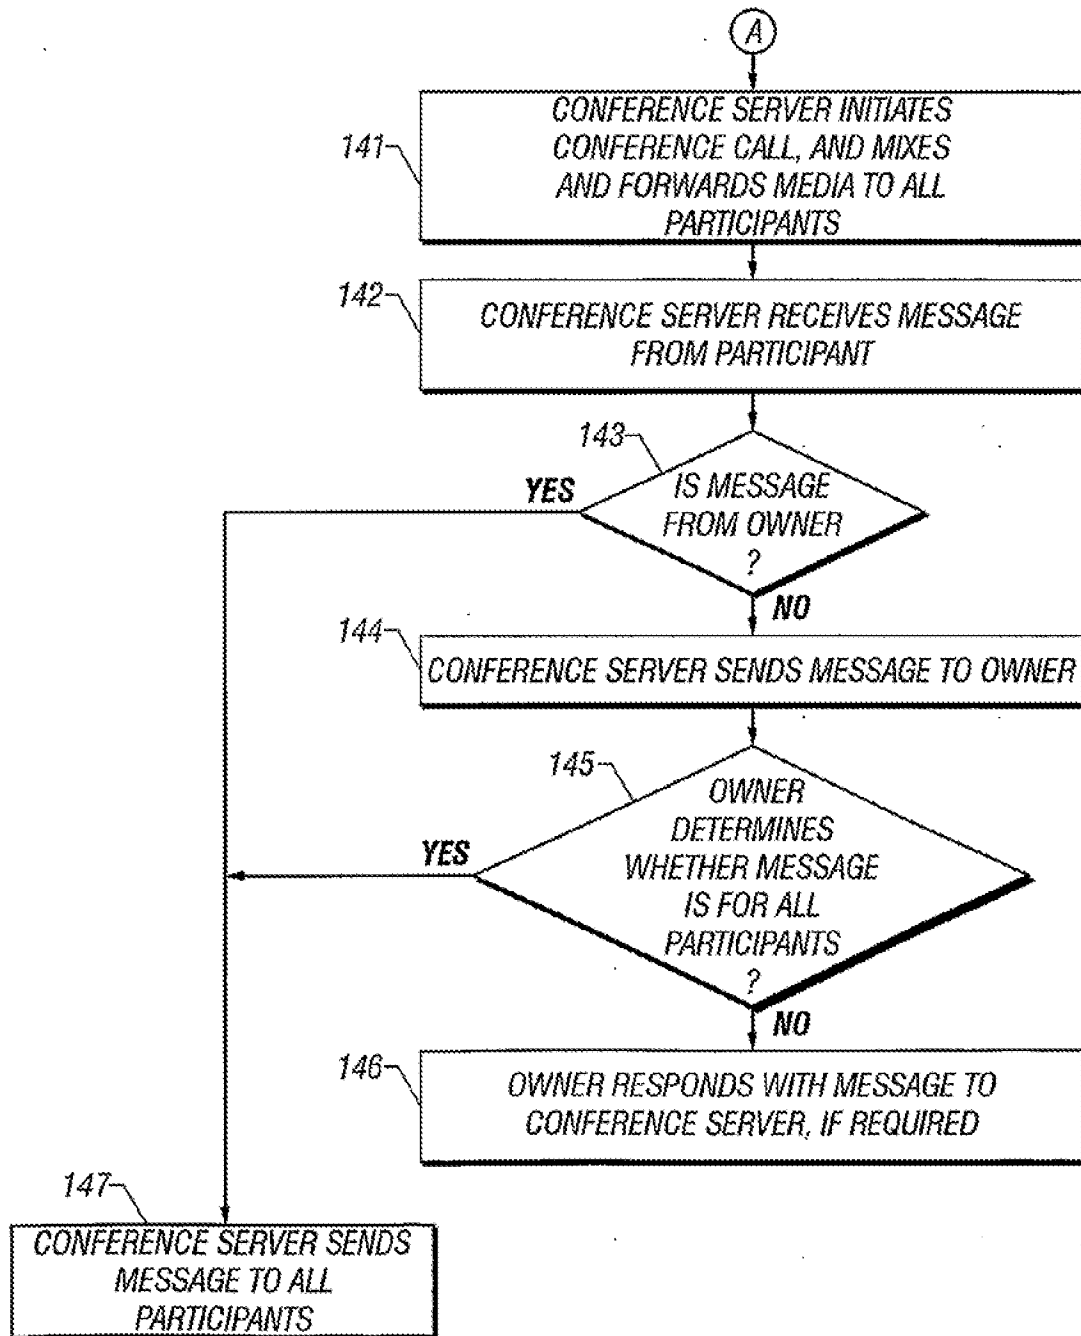 A
141
CONFERENCE SERVER INITIATES
CONFERENCE CALL, AND MIXES
AND FORWARDS MEDIA TO ALL
PARTICIPANTS
142
CONFERENCE SERVER RECEIVES MESSAGE
FROM PARTICIPANT
143
YES
IS MESSAGE
FROM OWNER
?
NO
144
CONFERENCE SERVER SENDS MESSAGE TO OWNER
145
YES
OWNER
DETERMINES
WHETHER MESSAGE
IS FOR ALL
PARTICIPANTS
?
NO
146
OWNER RESPONDS WITH MESSAGE TO
CONFERENCE SERVER, IF REQUIRED
147
CONFERENCE SERVER SENDS
MESSAGE TO ALL
PARTICIPANTS